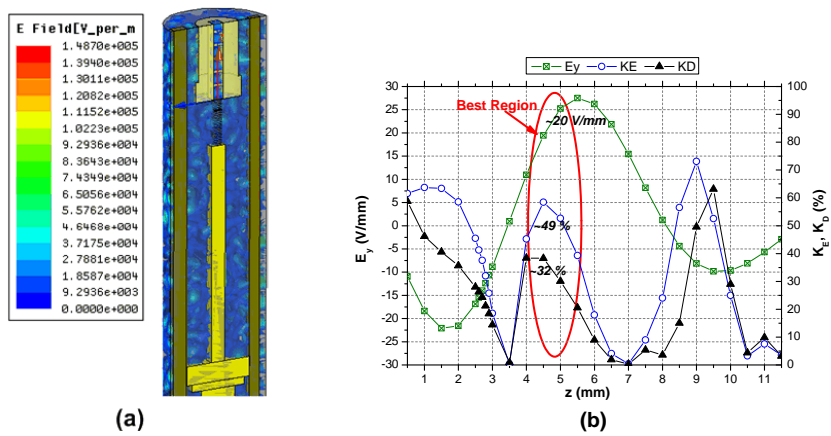 E Field[V_per_m
1.4870e+005
1.3940e+005
1.3011e+005
1.2082e+005
1.1152e+005
1.0223e+005
9.2936e+004
8.3643e+004
7.4349e+004
6.5056e+004
5.5762e+004
4.6468e+004
3.7175e+004
2.7881e+004
1.8587e+004
9.2936e+003
0.0000e+000
(a)
Ey KE KD
30
25
20
15
10
5
0
-5
-10
-15
-20
-25
-30
E_y (V/mm)
Best Region
~20 V/mm
~49 %
~32 %
100
90
80
70
60
50
40
30
20
10
0
K_E, K_D (%)
1 2 3 4 5 6 7 8 9 10 11
z (mm)
(b)